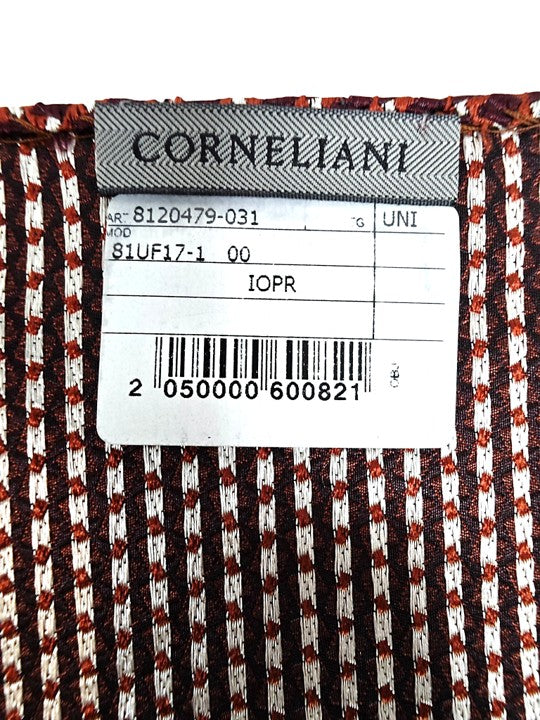 CORNELIANI
ART 8120479-031 TG UNI
MOD
81UF17-1 00
IOPR
2 050000 600821